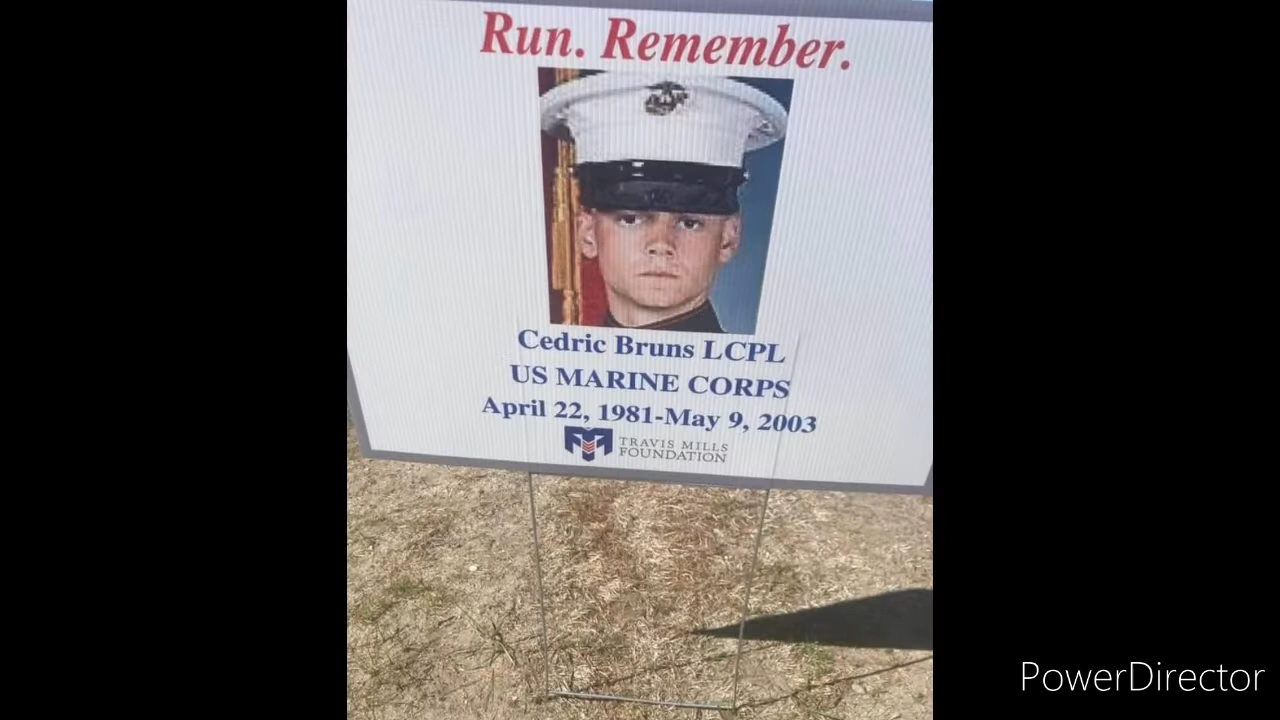 Run. Remember.
Cedric Bruns LCPL
US MARINE CORPS
April 22, 1981-May 9, 2003
TRAVIS MILLS
FOUNDATION
PowerDirector